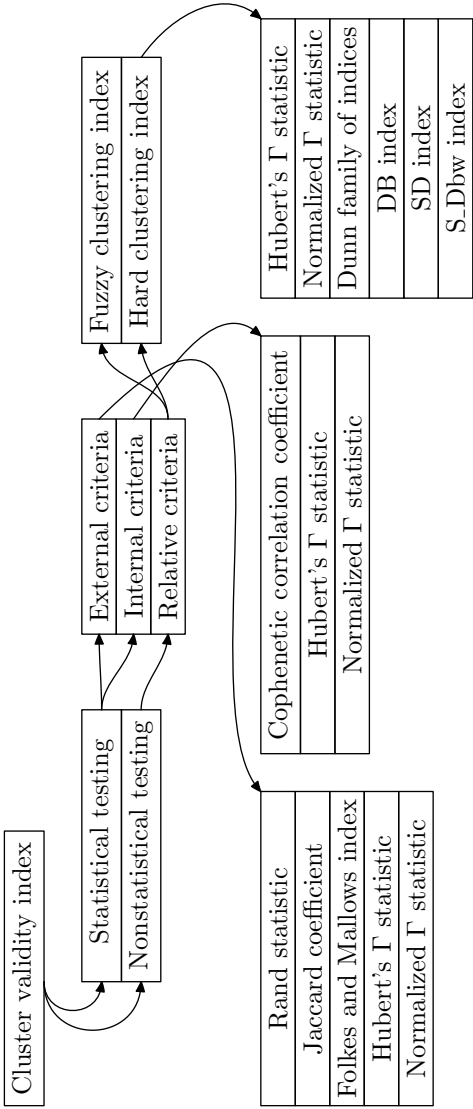 Cluster validity index
Statistical testing
Nonstatistical testing
External criteria
Internal criteria
Relative criteria
Fuzzy clustering index
Hard clustering index
Rand statistic
Jaccard coefficient
Folkes and Mallows index
Hubert's Γ statistic
Normalized Γ statistic
Cophenetic correlation coefficient
Hubert's Γ statistic
Normalized Γ statistic
Hubert's Γ statistic
Normalized Γ statistic
Dunn family of indices
DB index
SD index
S_Dbw index